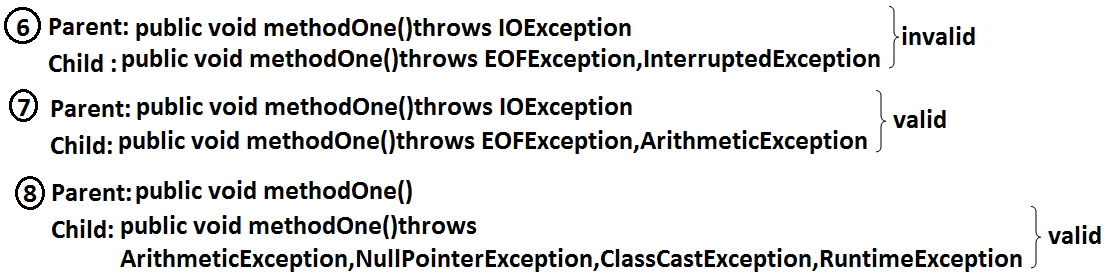 ⑥ Parent: public void methodOne()throws IOException
Child : public void methodOne()throws EOFException,InterruptedException
invalid
⑦ Parent: public void methodOne()throws IOException
Child: public void methodOne()throws EOFException,ArithmeticException
valid
⑧ Parent: public void methodOne()
Child: public void methodOne()throws
ArithmeticException,NullPointerException,ClassCastException,RuntimeException
valid